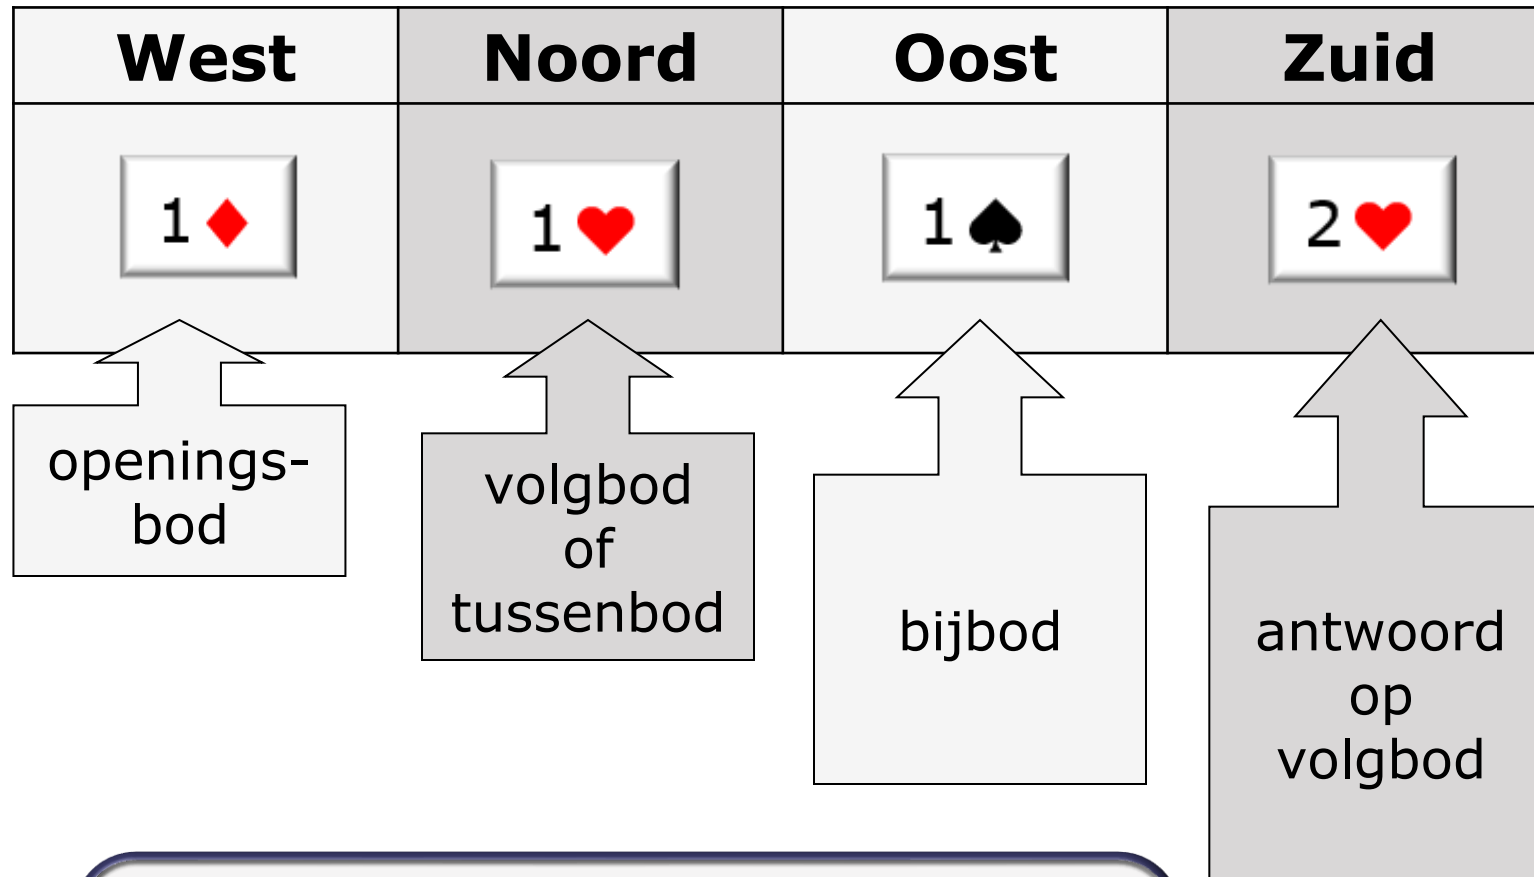 West Noord Oost Zuid
1♦ 1♥ 1♠ 2♥
openings-
bod
volgbod
of
tussenbod
bijbod
antwoord
op
volgbod